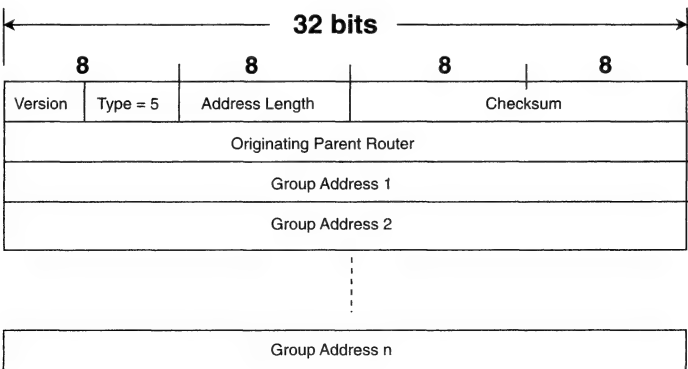 32 bits
8 8 8 8
Version Type = 5 Address Length Checksum
Originating Parent Router
Group Address 1
Group Address 2
Group Address n